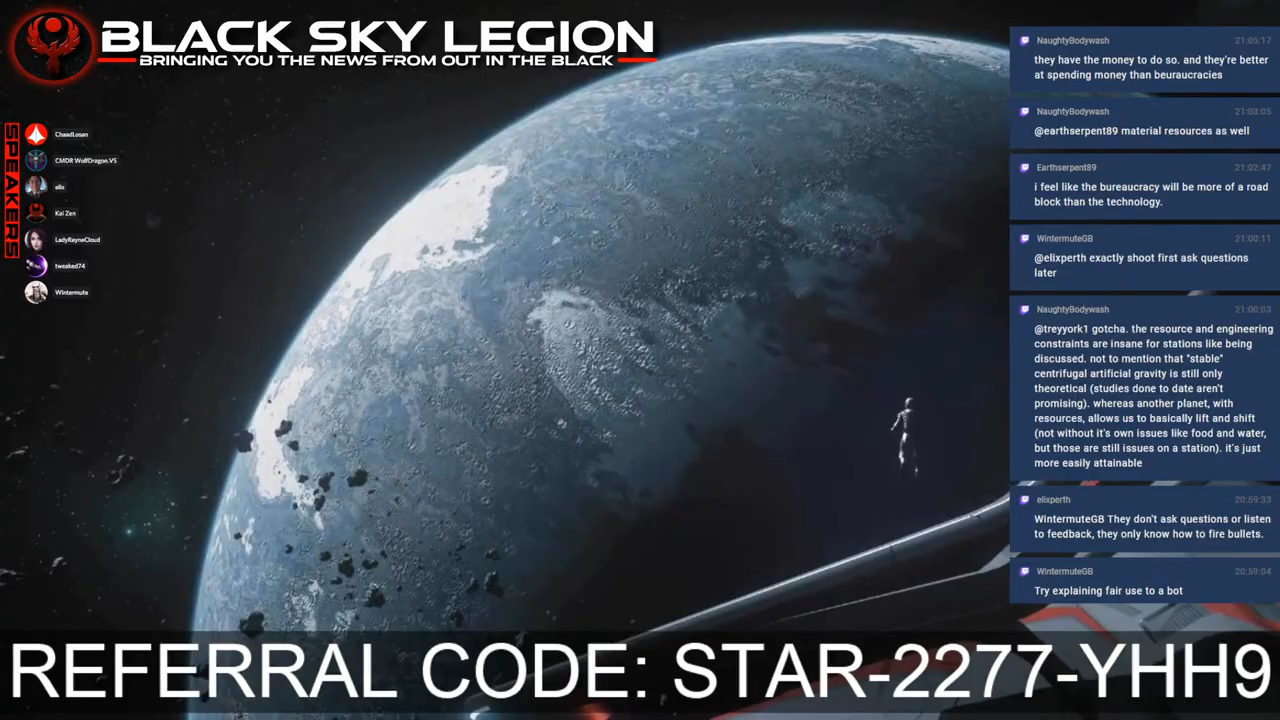 BLACK SKY LEGION
BRINGING YOU THE NEWS FROM OUT IN THE BLACK
SPEAKERS
ChaadLosan
CMDR WolfDragon.VS
elix
Kai Zen
LadyRayneCloud
tweaked74
Wintermute
NaughtyBodywash 21:05:17
they have the money to do so. and they're better
at spending money than beuraucracies
NaughtyBodywash 21:03:05
@earthserpent89 material resources as well
Earthserpent89 21:02:47
i feel like the bureaucracy will be more of a road
block than the technology.
WintermuteGB 21:00:11
@elixperth exactly shoot first ask questions
later
NaughtyBodywash 21:00:03
@treyyork1 gotcha. the resource and engineering
constraints are insane for stations like being
discussed. not to mention that "stable"
centrifugal artificial gravity is still only
theoretical (studies done to date aren't
promising). whereas another planet, with
resources, allows us to basically lift and shift
(not without it's own issues like food and water,
but those are still issues on a station). it's just
more easily attainable
elixperth 20:59:33
WintermuteGB They don't ask questions or listen
to feedback, they only know how to fire bullets.
WintermuteGB 20:59:04
Try explaining fair use to a bot
REFERRAL CODE: STAR-2277-YHH9